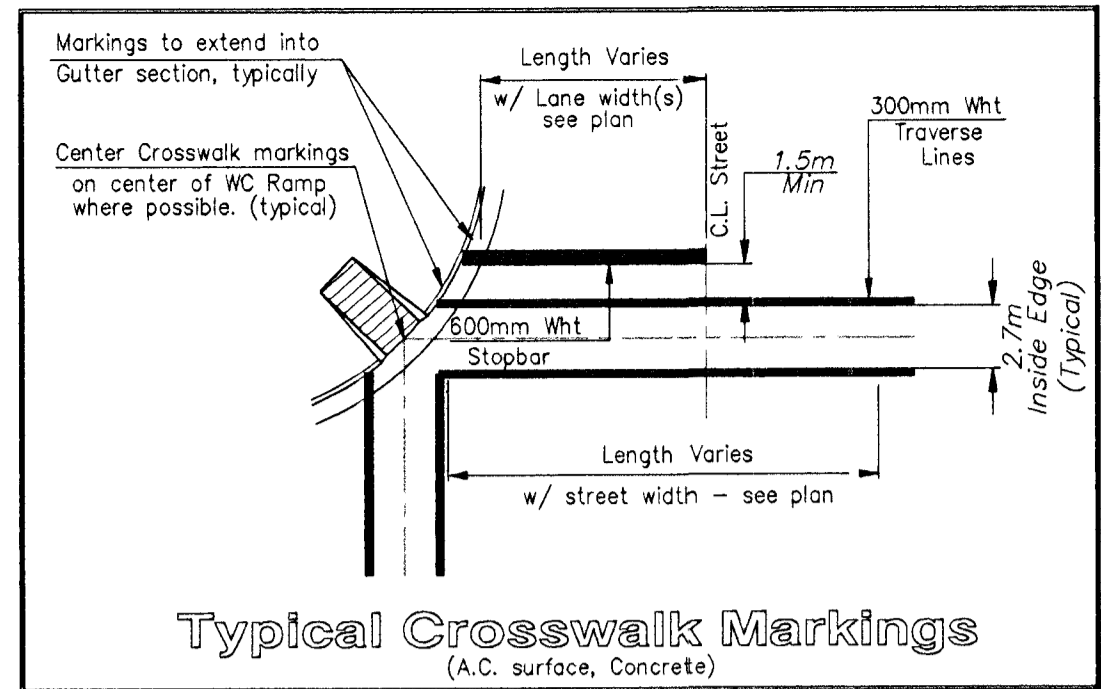 Markings to extend into
Gutter section, typically
Length Varies
w/ Lane width(s)
see plan
300mm Wht
Traverse
Lines
Center Crosswalk markings
on center of WC Ramp
where possible. (typical)
C.L. Street
1.5m
Min
600mm Wht
Stopbar
2.7m
Inside Edge
(Typical)
Length Varies
w/ street width – see plan
Typical Crosswalk Markings
(A.C. surface, Concrete)